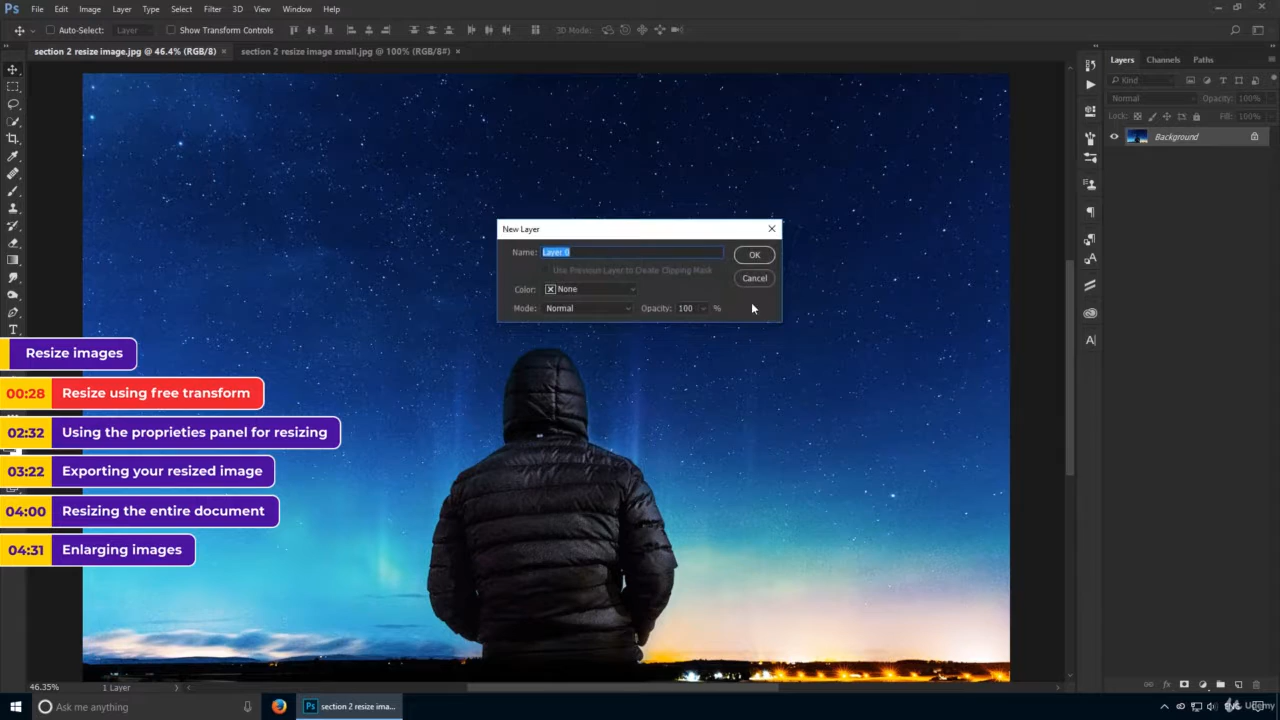 Ps File Edit Image Layer Type Select Filter 3D View Window Help
Auto-Select: Layer Show Transform Controls 3D Mode:
section 2 resize image.jpg @ 46.4% (RGB/8) × section 2 resize image small.jpg @ 100% (RGB/8#) ×
Layers Channels Paths
Kind
Normal Opacity: 100%
Lock: Fill: 100%
Background
New Layer
Name: Layer 0 OK
Use Previous Layer to Create Clipping Mask
Cancel
Color: None
Mode: Normal Opacity: 100 %
Resize images
00:28 Resize using free transform
02:32 Using the proprieties panel for resizing
03:22 Exporting your resized image
04:00 Resizing the entire document
04:31 Enlarging images
46.35% 1 Layer
Ask me anything
Ps section 2 resize ima...
Udemy